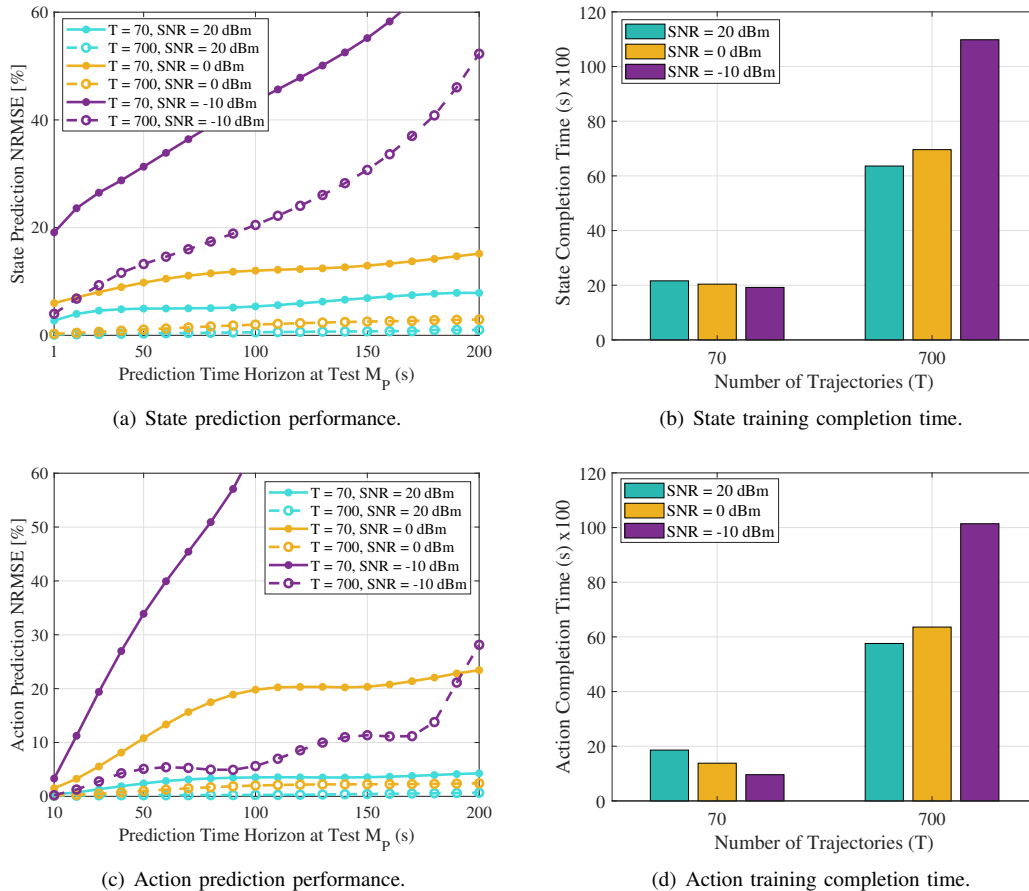 60
40
20
0
State Prediction NRMSE [%]
T = 70, SNR = 20 dBm
T = 700, SNR = 20 dBm
T = 70, SNR = 0 dBm
T = 700, SNR = 0 dBm
T = 70, SNR = -10 dBm
T = 700, SNR = -10 dBm
1 50 100 150 200
Prediction Time Horizon at Test M_P (s)
(a) State prediction performance.
120
100
80
60
40
20
0
State Completion Time (s) x100
SNR = 20 dBm
SNR = 0 dBm
SNR = -10 dBm
70 700
Number of Trajectories (T)
(b) State training completion time.
60
50
40
30
20
10
0
Action Prediction NRMSE [%]
T = 70, SNR = 20 dBm
T = 700, SNR = 20 dBm
T = 70, SNR = 0 dBm
T = 700, SNR = 0 dBm
T = 70, SNR = -10 dBm
T = 700, SNR = -10 dBm
10 50 100 150 200
Prediction Time Horizon at Test M_P (s)
(c) Action prediction performance.
120
100
80
60
40
20
0
Action Completion Time (s) x100
SNR = 20 dBm
SNR = 0 dBm
SNR = -10 dBm
70 700
Number of Trajectories (T)
(d) Action training completion time.